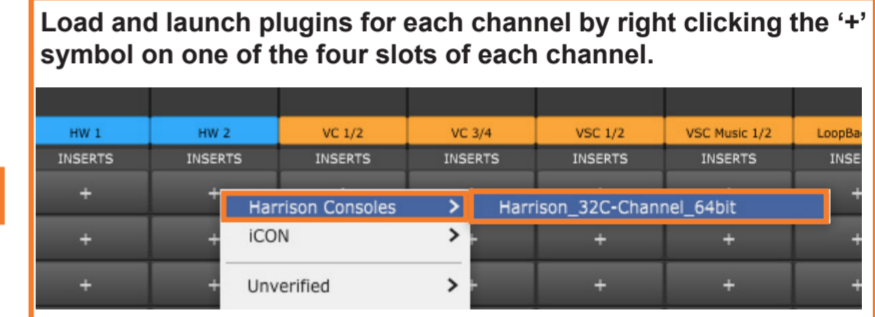 Load and launch plugins for each channel by right clicking the ‘+’
symbol on one of the four slots of each channel.
HW 1 HW 2 VC 1/2 VC 3/4 VSC 1/2 VSC Music 1/2 LoopBa
INSERTS INSERTS INSERTS INSERTS INSERTS INSERTS INSE
+ + +
Harrison Consoles > Harrison_32C-Channel_64bit
+ + iCON > + + + +
+ + Unverified > + + + +